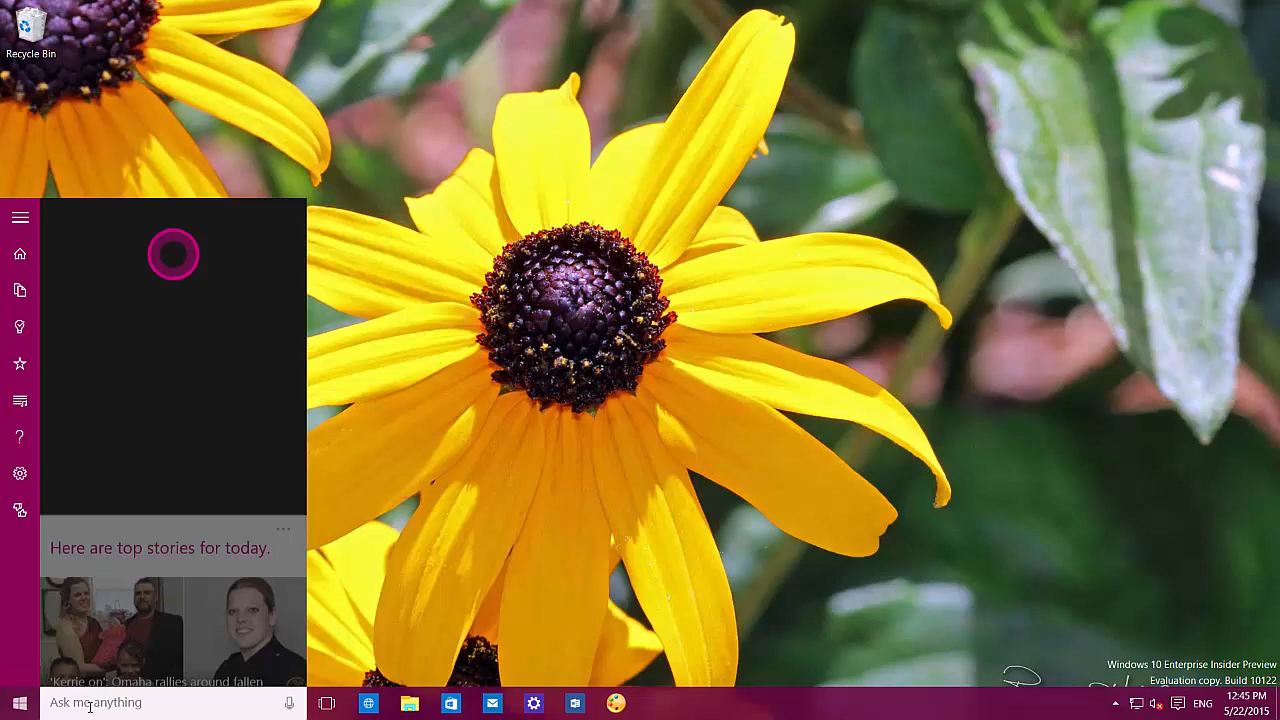 Recycle Bin
Here are top stories for today.
'Kerrie on': Omaha rallies around fallen
Ask me anything
Windows 10 Enterprise Insider Preview
Evaluation copy. Build 10122
ENG
12:45 PM
5/22/2015